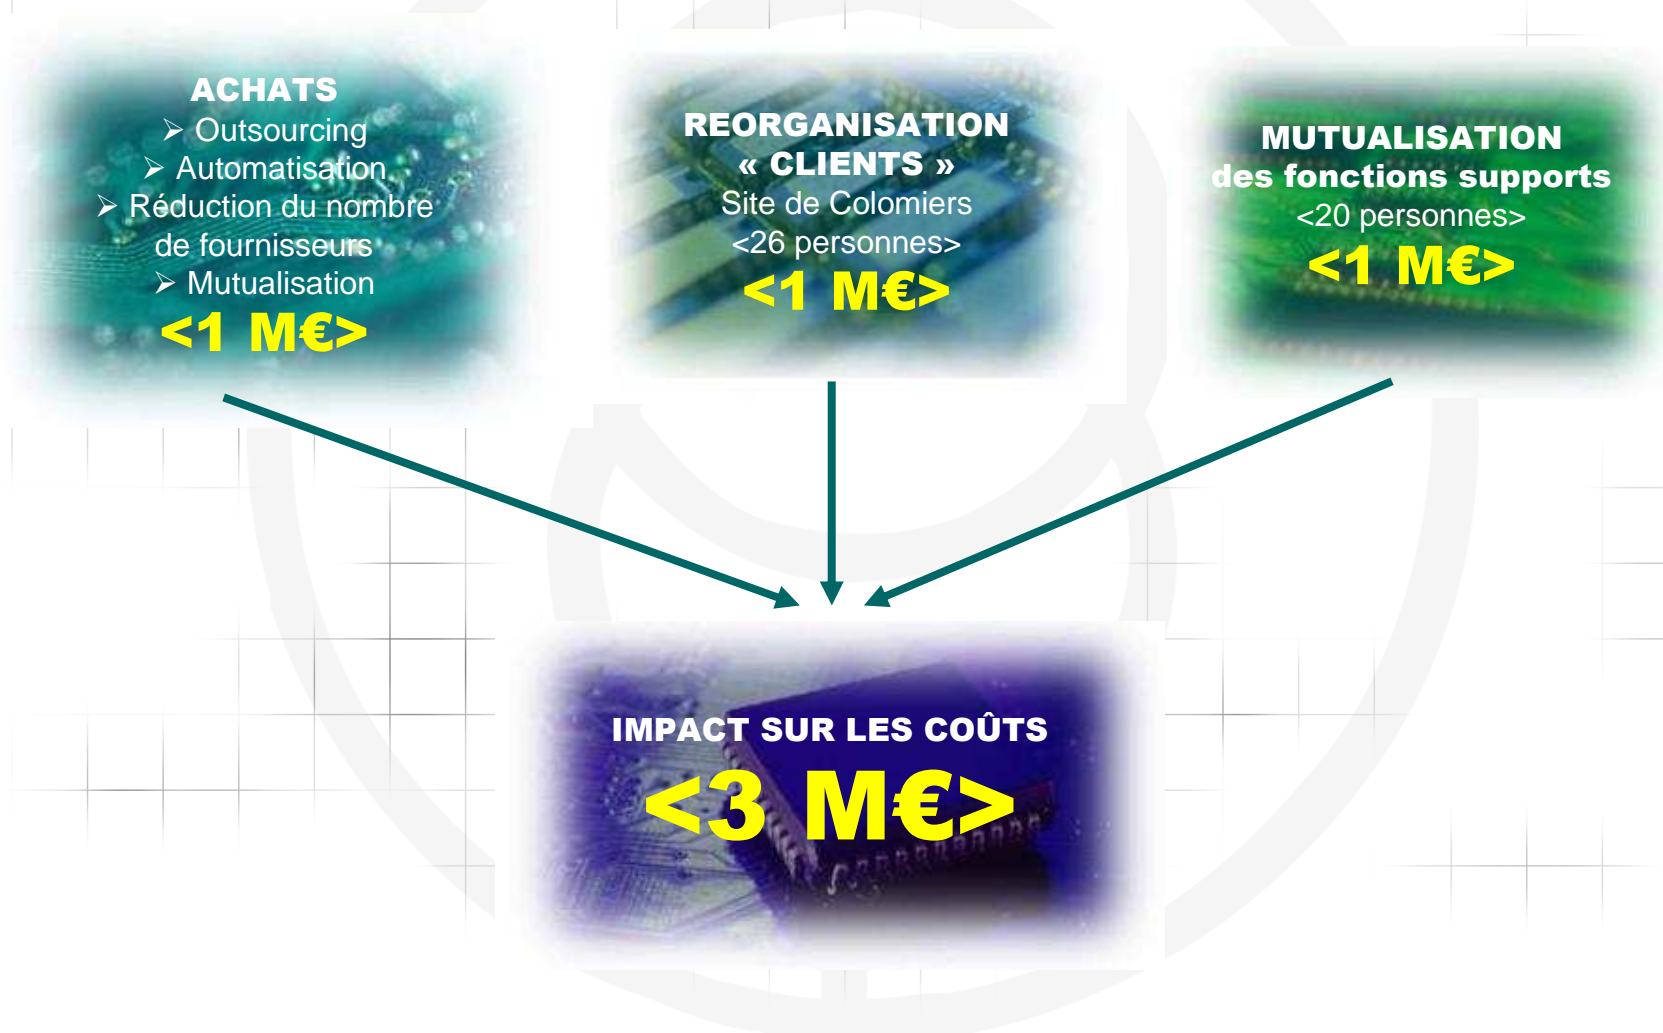 ACHATS
➢ Outsourcing
➢ Automatisation
➢ Réduction du nombre
de fournisseurs
➢ Mutualisation
<1 M€>
REORGANISATION
« CLIENTS »
Site de Colomiers
<26 personnes>
<1 M€>
MUTUALISATION
des fonctions supports
<20 personnes>
<1 M€>
IMPACT SUR LES COÛTS
<3 M€>